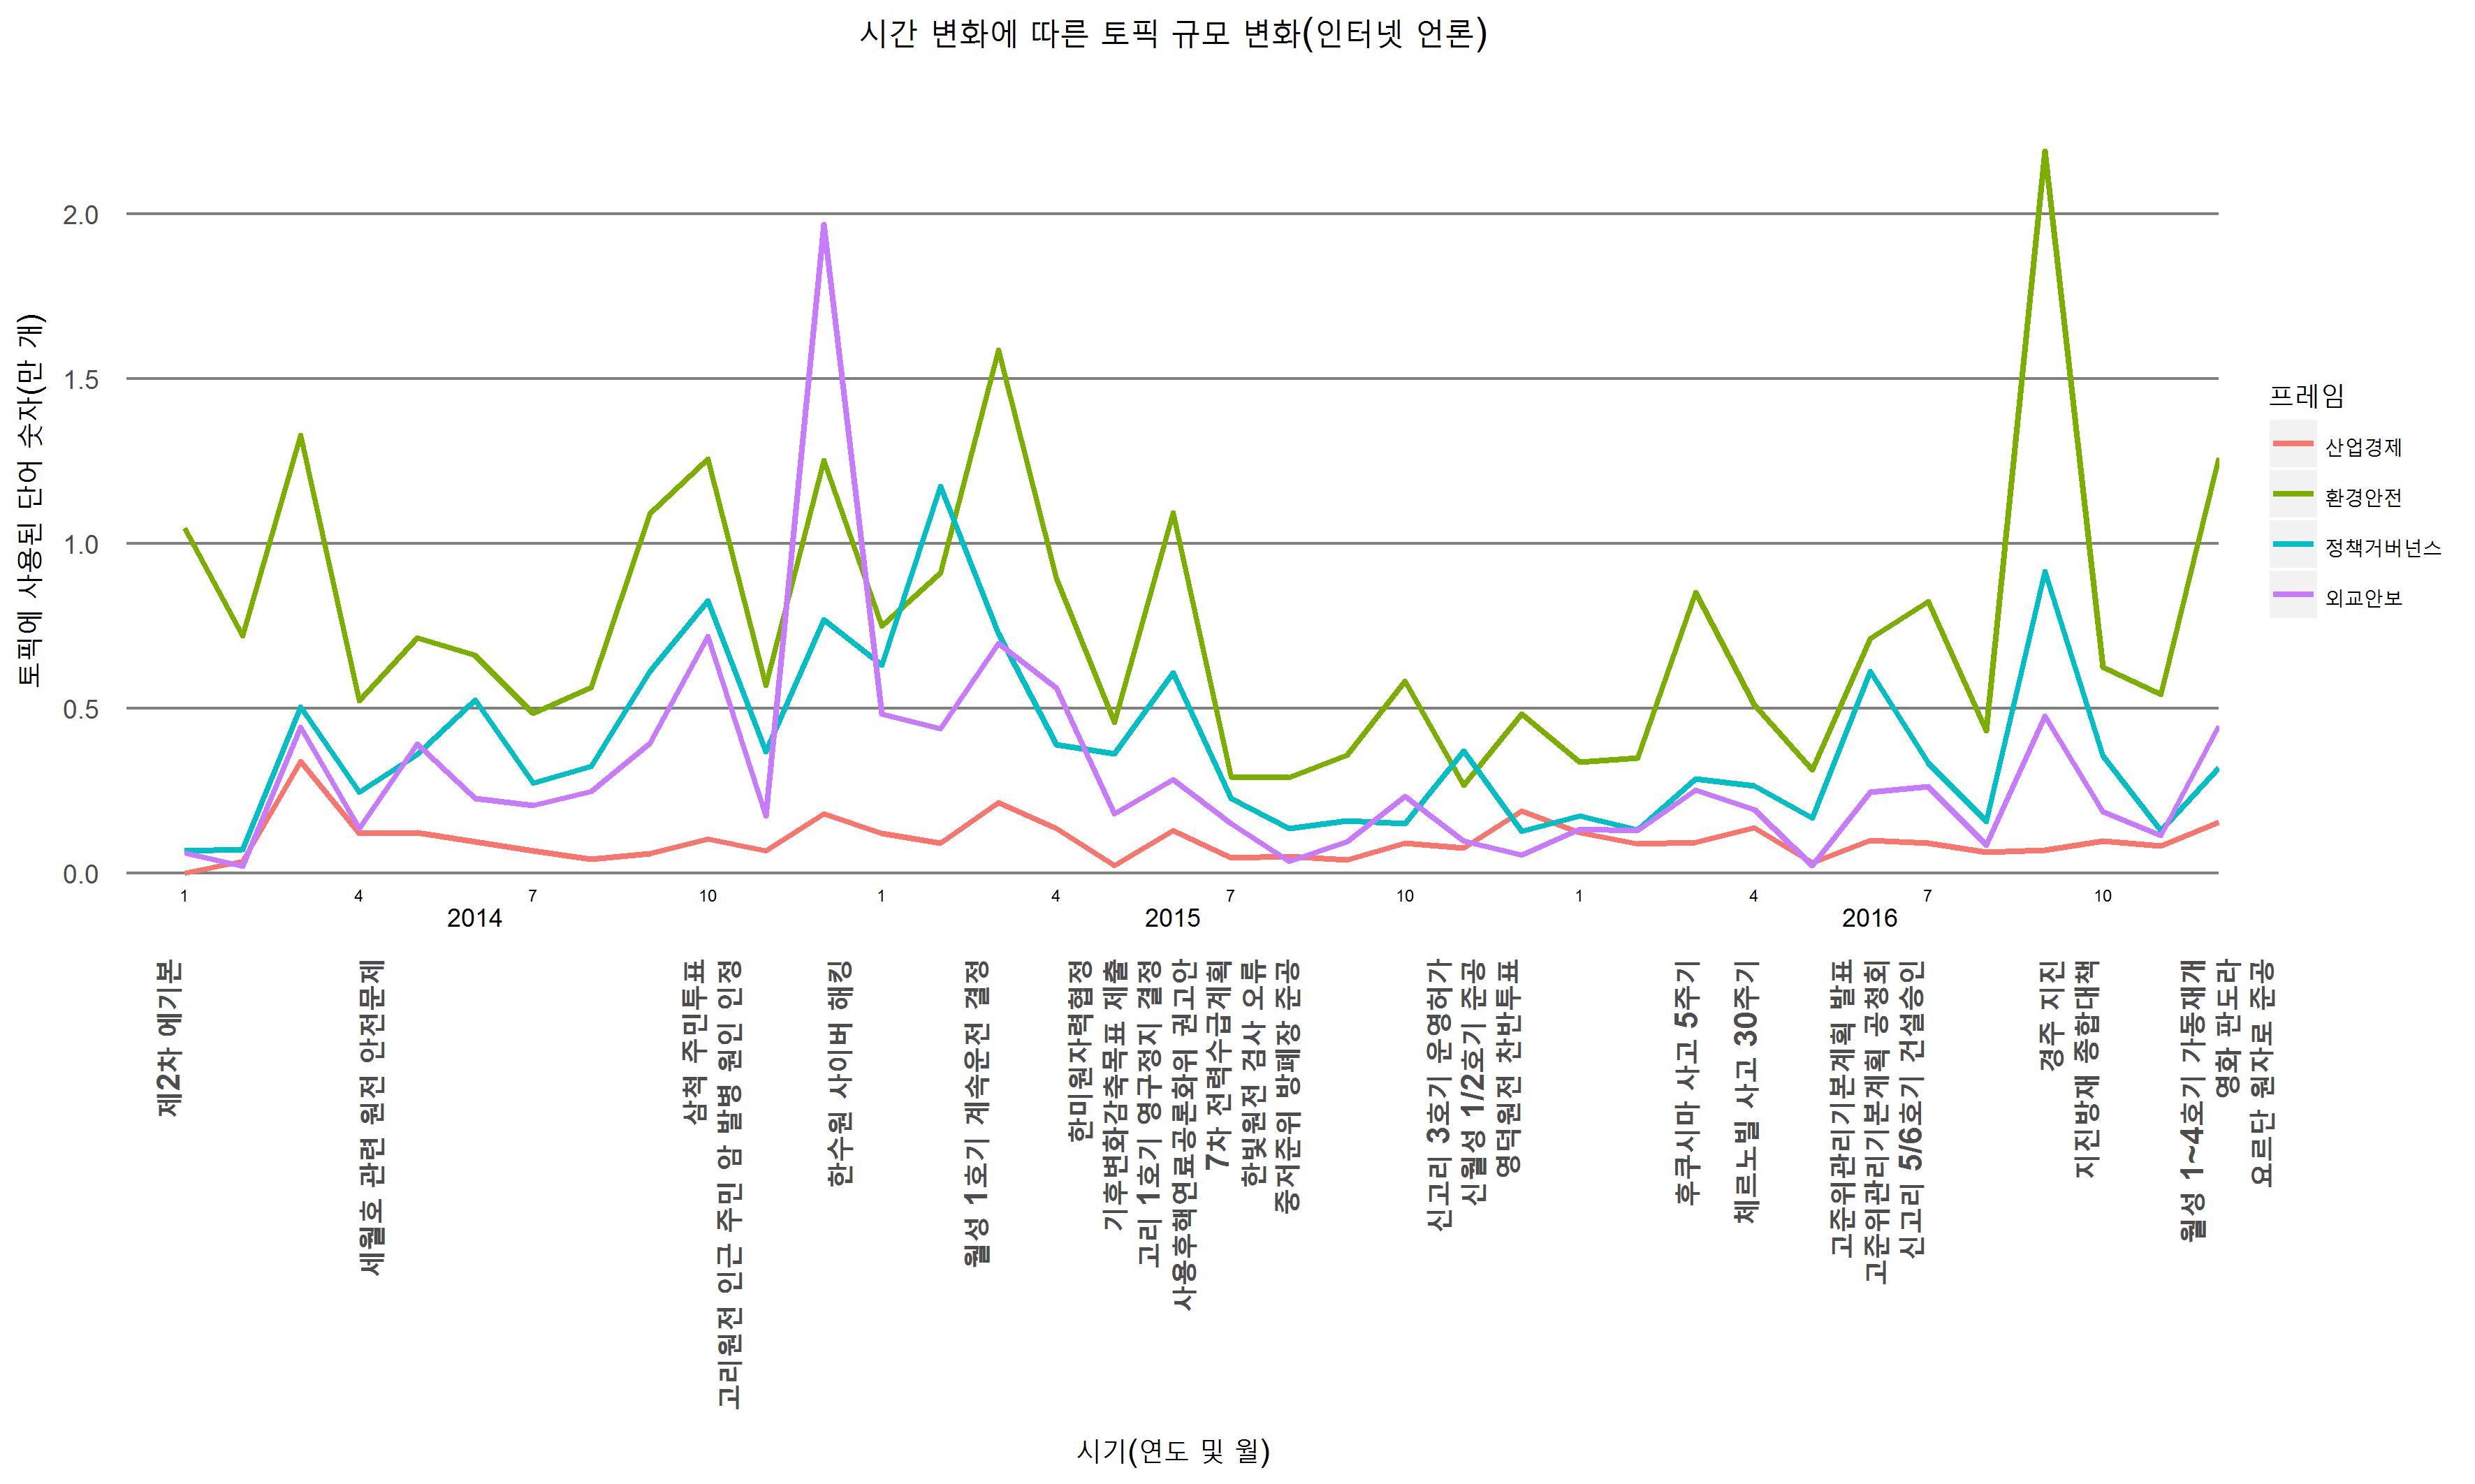 시간 변화에 따른 토픽 규모 변화(인터넷 언론)
토픽에 사용된 단어 숫자(만 개)
2.0
1.5
1.0
0.5
0.0
1
4
7
10
1
4
7
10
1
4
7
10
2014
2015
2016
제2차 에기본
세월호 관련 원전 안전문제
삼척 주민투표
고리원전 인근 주민 암 발병 원인 인정
한수원 사이버 해킹
월성 1호기 계속운전 결정
한미원자력협정
기후변화감축목표 제출
고리 1호기 영구정지 결정
사용후핵연료공론화위 권고안
7차 전력수급계획
한빛원전 검사 오류
중저준위 방폐장 준공
신고리 3호기 운영허가
신월성 1/2호기 준공
영덕원전 찬반투표
후쿠시마 사고 5주기
체르노빌 사고 30주기
고준위관리기본계획 발표
고준위관리기본계획 공청회
신고리 5/6호기 건설승인
경주 지진
지진방재 종합대책
월성 1~4호기 가동재개
영화 판도라
요르단 원자로 준공
시기(연도 및 월)
프레임
산업경제
환경안전
정책거버넌스
외교안보